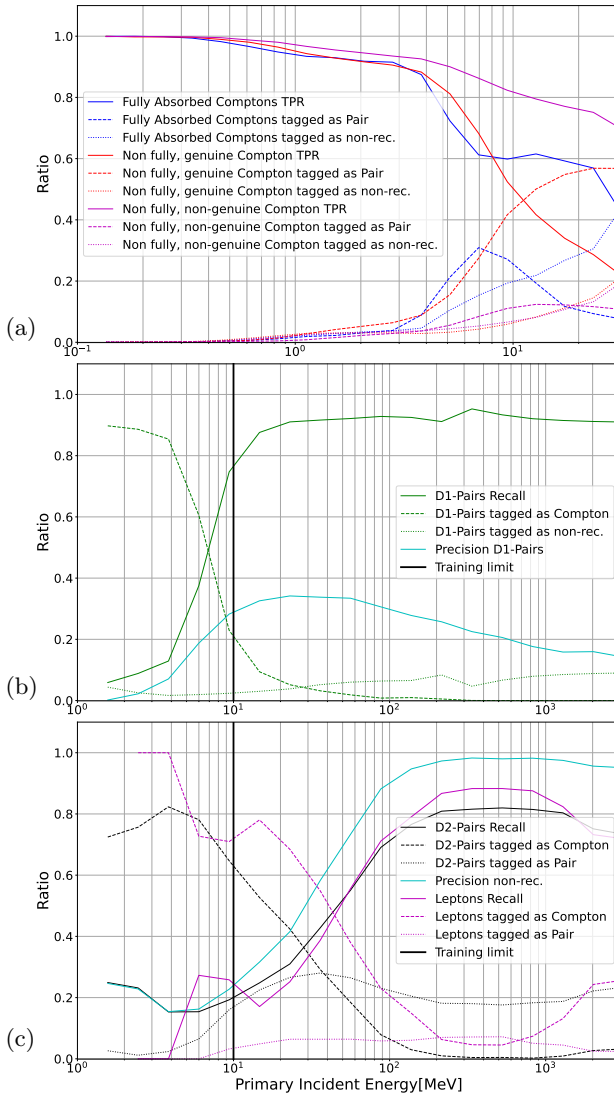 1.0
0.8
0.6
0.4
0.2
0.0
Ratio
Fully Absorbed Comptons TPR
Fully Absorbed Comptons tagged as Pair
Fully Absorbed Comptons tagged as non-rec.
Non fully, genuine Compton TPR
Non fully, genuine Compton tagged as Pair
Non fully, genuine Compton tagged as non-rec.
Non fully, non-genuine Compton TPR
Non fully, non-genuine Compton tagged as Pair
Non fully, non-genuine Compton tagged as non-rec.
(a)
10⁻¹ 10⁰ 10¹
1.0
0.8
0.6
0.4
0.2
0.0
Ratio
D1-Pairs Recall
D1-Pairs tagged as Compton
D1-Pairs tagged as non-rec.
Precision D1-Pairs
Training limit
(b)
10⁰ 10¹ 10² 10³
1.0
0.8
0.6
0.4
0.2
0.0
Ratio
D2-Pairs Recall
D2-Pairs tagged as Compton
D2-Pairs tagged as Pair
Precision non-rec.
Leptons Recall
Leptons tagged as Compton
Leptons tagged as Pair
Training limit
(c)
10⁰ 10¹ 10² 10³
Primary Incident Energy[MeV]